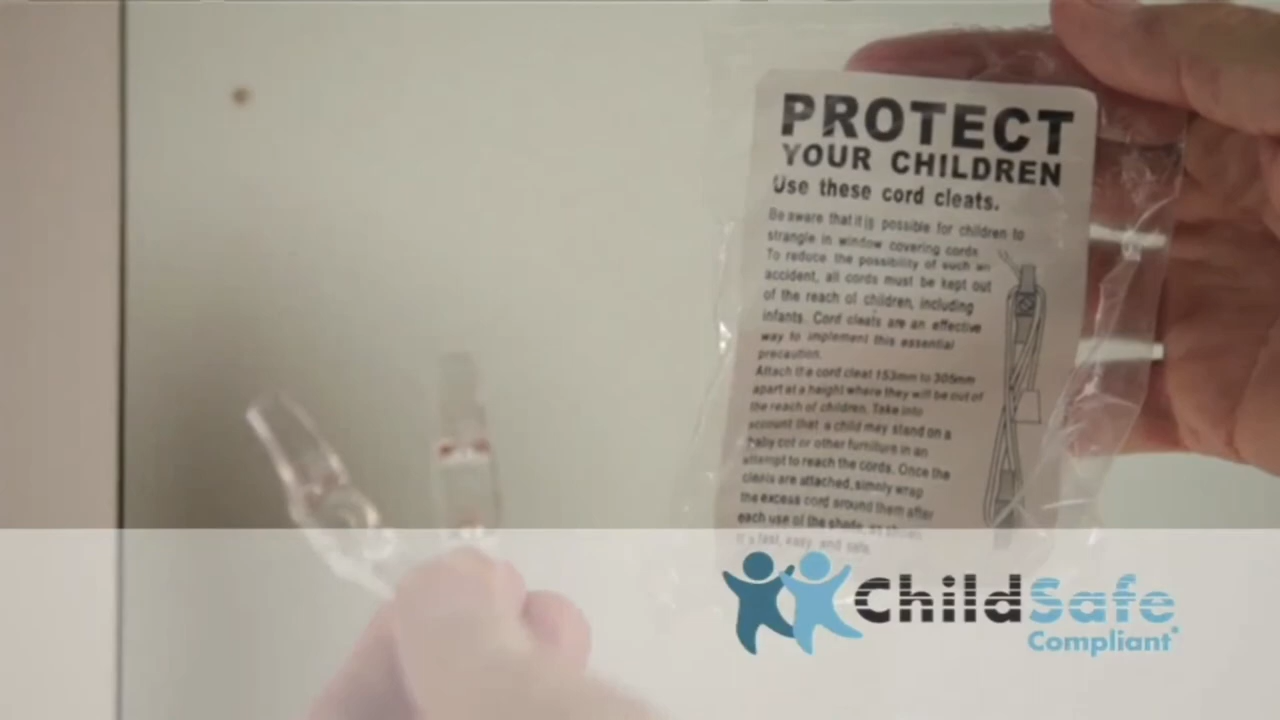 PROTECT
YOUR CHILDREN
Use these cord cleats.
Be aware that it is possible for children to
strangle in window covering cords.
To reduce the possibility of such an
accident, all cords must be kept out
of the reach of children, including
infants. Cord cleats are an effective
way to implement this essential
precaution.
Attach the cord cleat 153mm to 305mm
apart at a height where they will be out of
the reach of children. Take into
account that a child may stand on a
baby cot or other furniture in an
attempt to reach the cords. Once the
cleats are attached, simply wrap
the excess cord around them after
each use of the shade, as shown.
It's fast, easy, and safe.
ChildSafe
Compliant